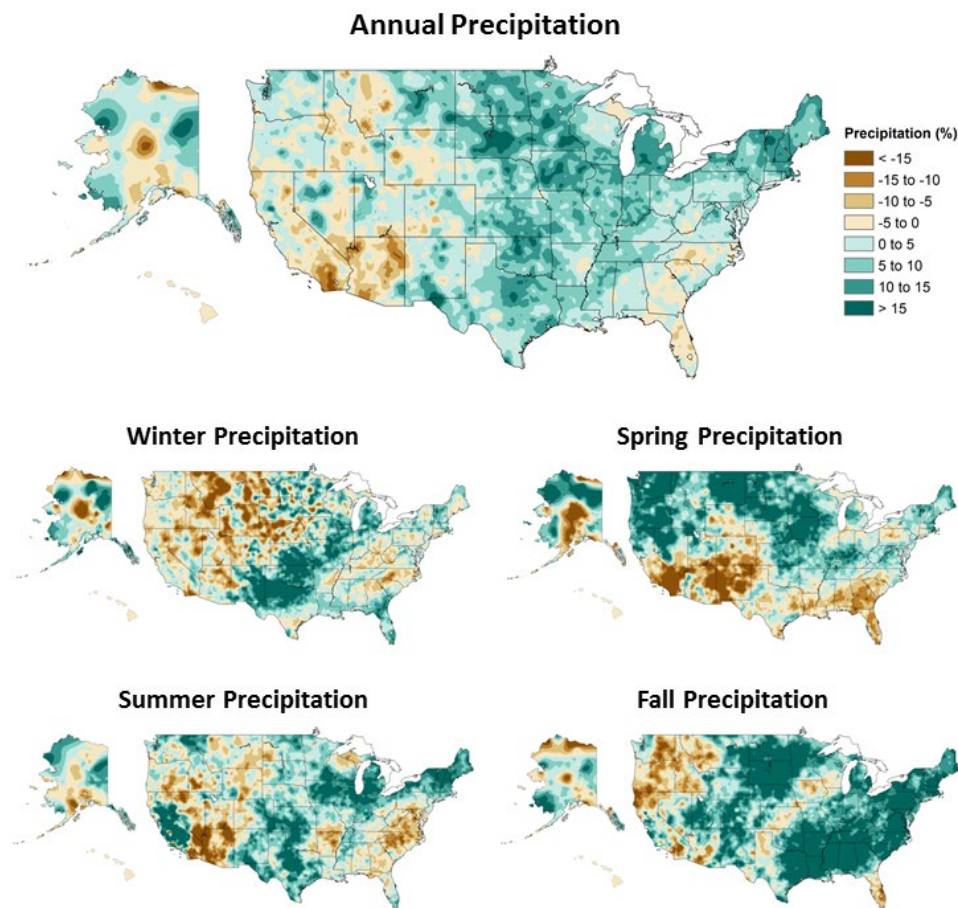 Annual Precipitation
Precipitation (%)
< -15
-15 to -10
-10 to -5
-5 to 0
0 to 5
5 to 10
10 to 15
> 15
Winter Precipitation
Spring Precipitation
Summer Precipitation
Fall Precipitation